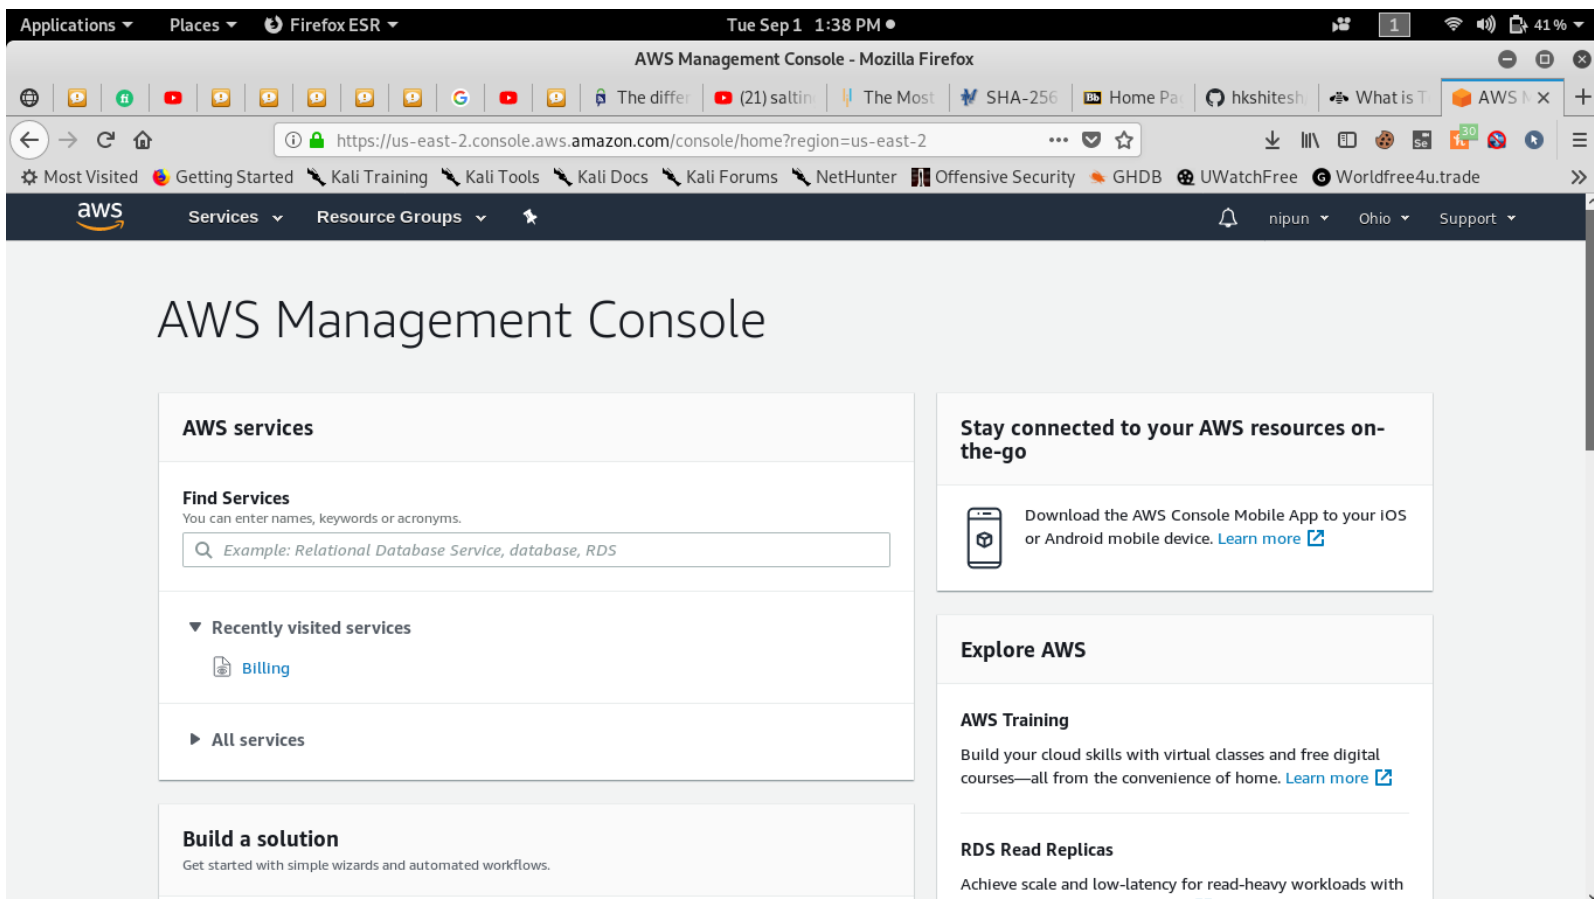 Applications Places Firefox ESR Tue Sep 1 1:38 PM 1 41 %
AWS Management Console - Mozilla Firefox
The differ (21) saltin The Most SHA-256 Home Pa hkshitesh What is T AWS M
https://us-east-2.console.aws.amazon.com/console/home?region=us-east-2 30
Most Visited Getting Started Kali Training Kali Tools Kali Docs Kali Forums NetHunter Offensive Security GHDB UWatchFree Worldfree4u.trade
aws Services Resource Groups nipun Ohio Support
AWS Management Console
AWS services
Find Services
You can enter names, keywords or acronyms.
Example: Relational Database Service, database, RDS
Recently visited services
Billing
All services
Build a solution
Get started with simple wizards and automated workflows.
Stay connected to your AWS resources on-
the-go
Download the AWS Console Mobile App to your iOS
or Android mobile device. Learn more
Explore AWS
AWS Training
Build your cloud skills with virtual classes and free digital
courses—all from the convenience of home. Learn more
RDS Read Replicas
Achieve scale and low-latency for read-heavy workloads with